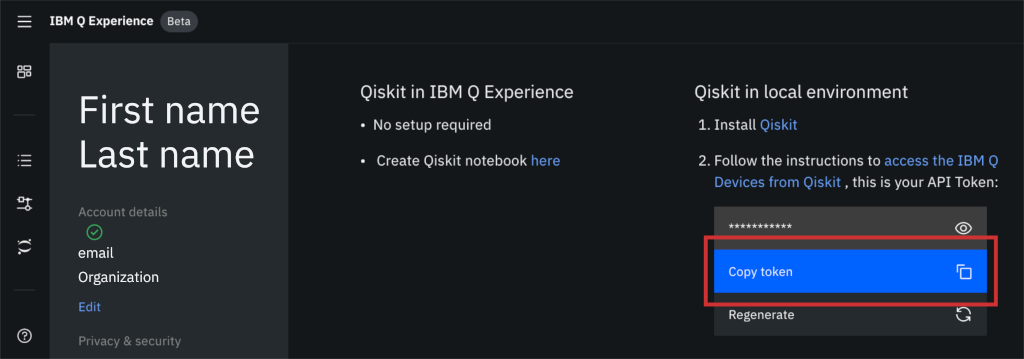 IBM Q Experience Beta
First name
Last name
Account details
email
Organization
Edit
Privacy & security
Qiskit in IBM Q Experience
• No setup required
• Create Qiskit notebook here
Qiskit in local environment
1. Install Qiskit
2. Follow the instructions to access the IBM Q
Devices from Qiskit , this is your API Token:
***********
Copy token
Regenerate